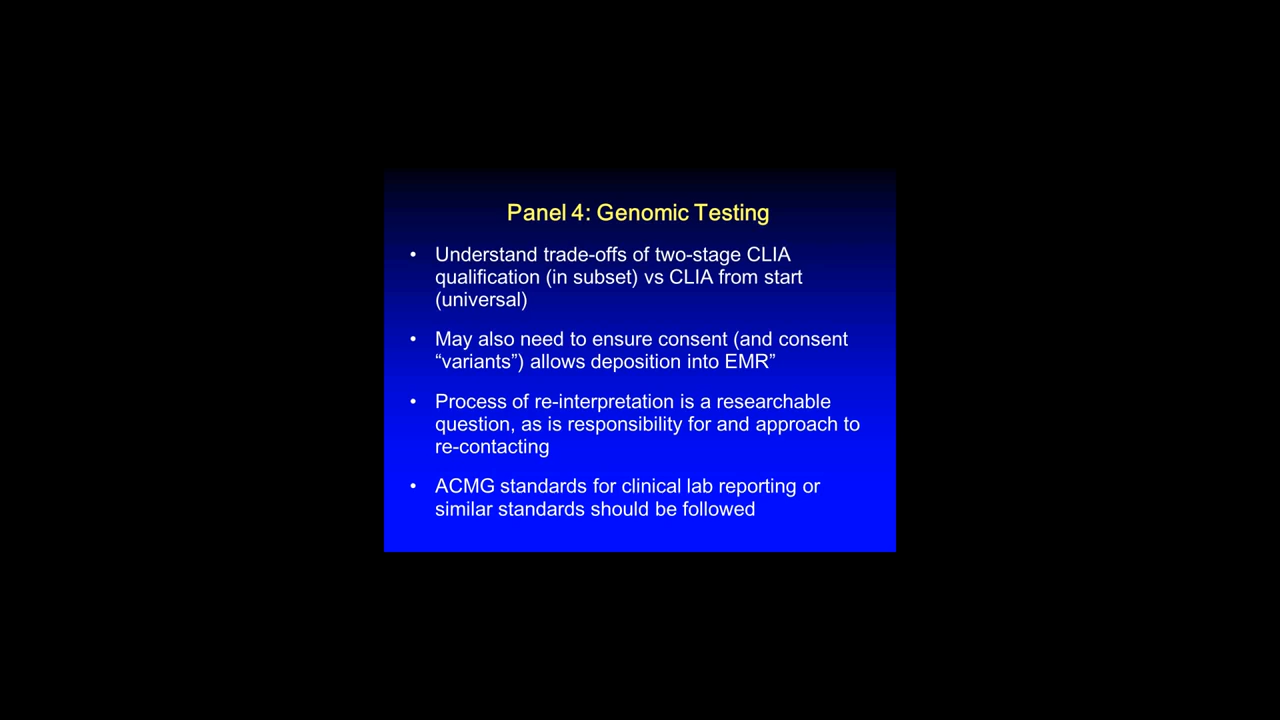 Panel 4: Genomic Testing
• Understand trade-offs of two-stage CLIA
qualification (in subset) vs CLIA from start
(universal)
• May also need to ensure consent (and consent
“variants”) allows deposition into EMR”
• Process of re-interpretation is a researchable
question, as is responsibility for and approach to
re-contacting
• ACMG standards for clinical lab reporting or
similar standards should be followed